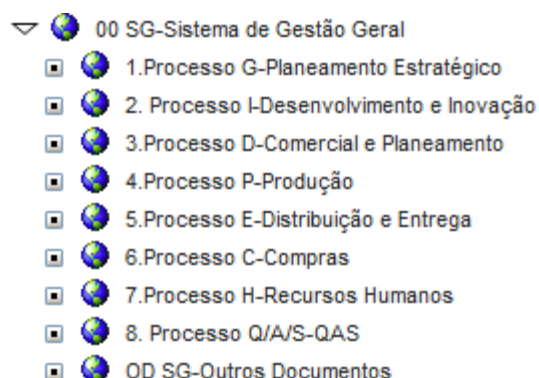 00 SG-Sistema de Gestão Geral
1.Processo G-Planeamento Estratégico
2. Processo I-Desenvolvimento e Inovação
3.Processo D-Comercial e Planeamento
4.Processo P-Produção
5.Processo E-Distribuição e Entrega
6.Processo C-Compras
7.Processo H-Recursos Humanos
8. Processo Q/A/S-QAS
OD SG-Outros Documentos